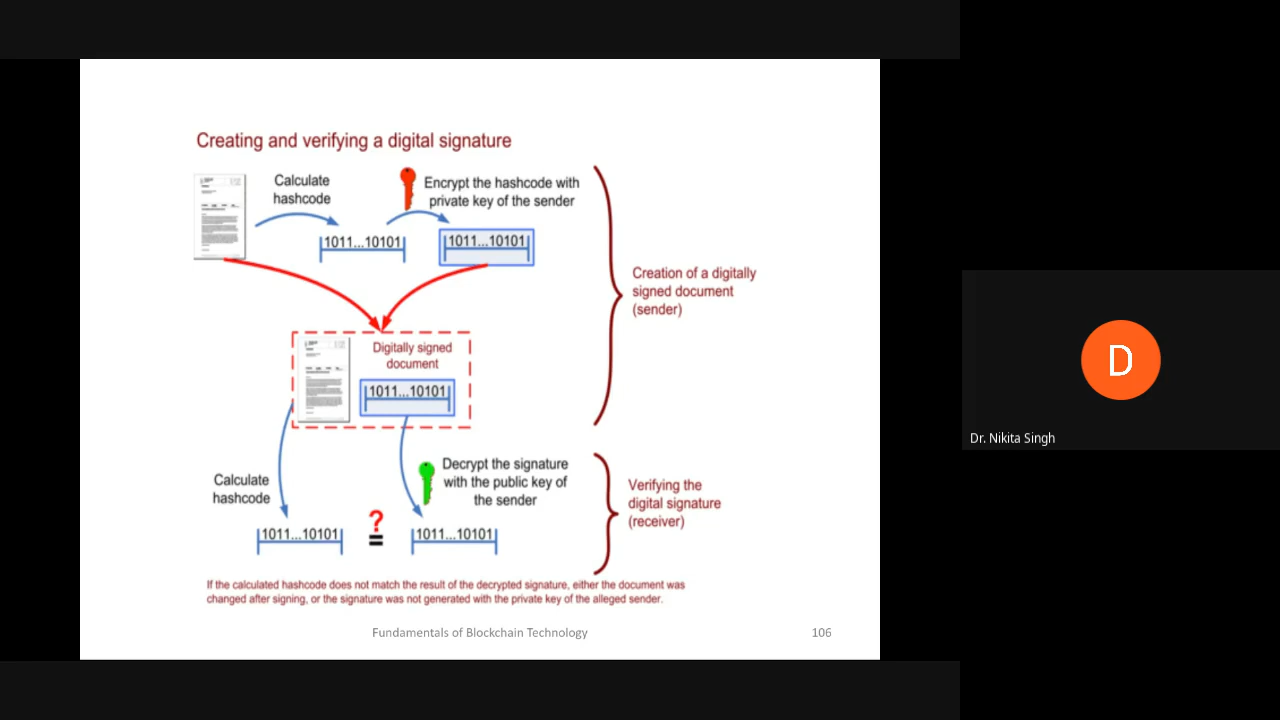 Creating and verifying a digital signature
Calculate
hashcode
Encrypt the hashcode with
private key of the sender
1011...10101
1011...10101
Creation of a digitally
signed document
(sender)
Digitally signed
document
1011...10101
Calculate
hashcode
Decrypt the signature
with the public key of
the sender
Verifying the
digital signature
(receiver)
1011...10101
?
=
1011...10101
If the calculated hashcode does not match the result of the decrypted signature, either the document was
changed after signing, or the signature was not generated with the private key of the alleged sender.
Fundamentals of Blockchain Technology
106
D
Dr. Nikita Singh